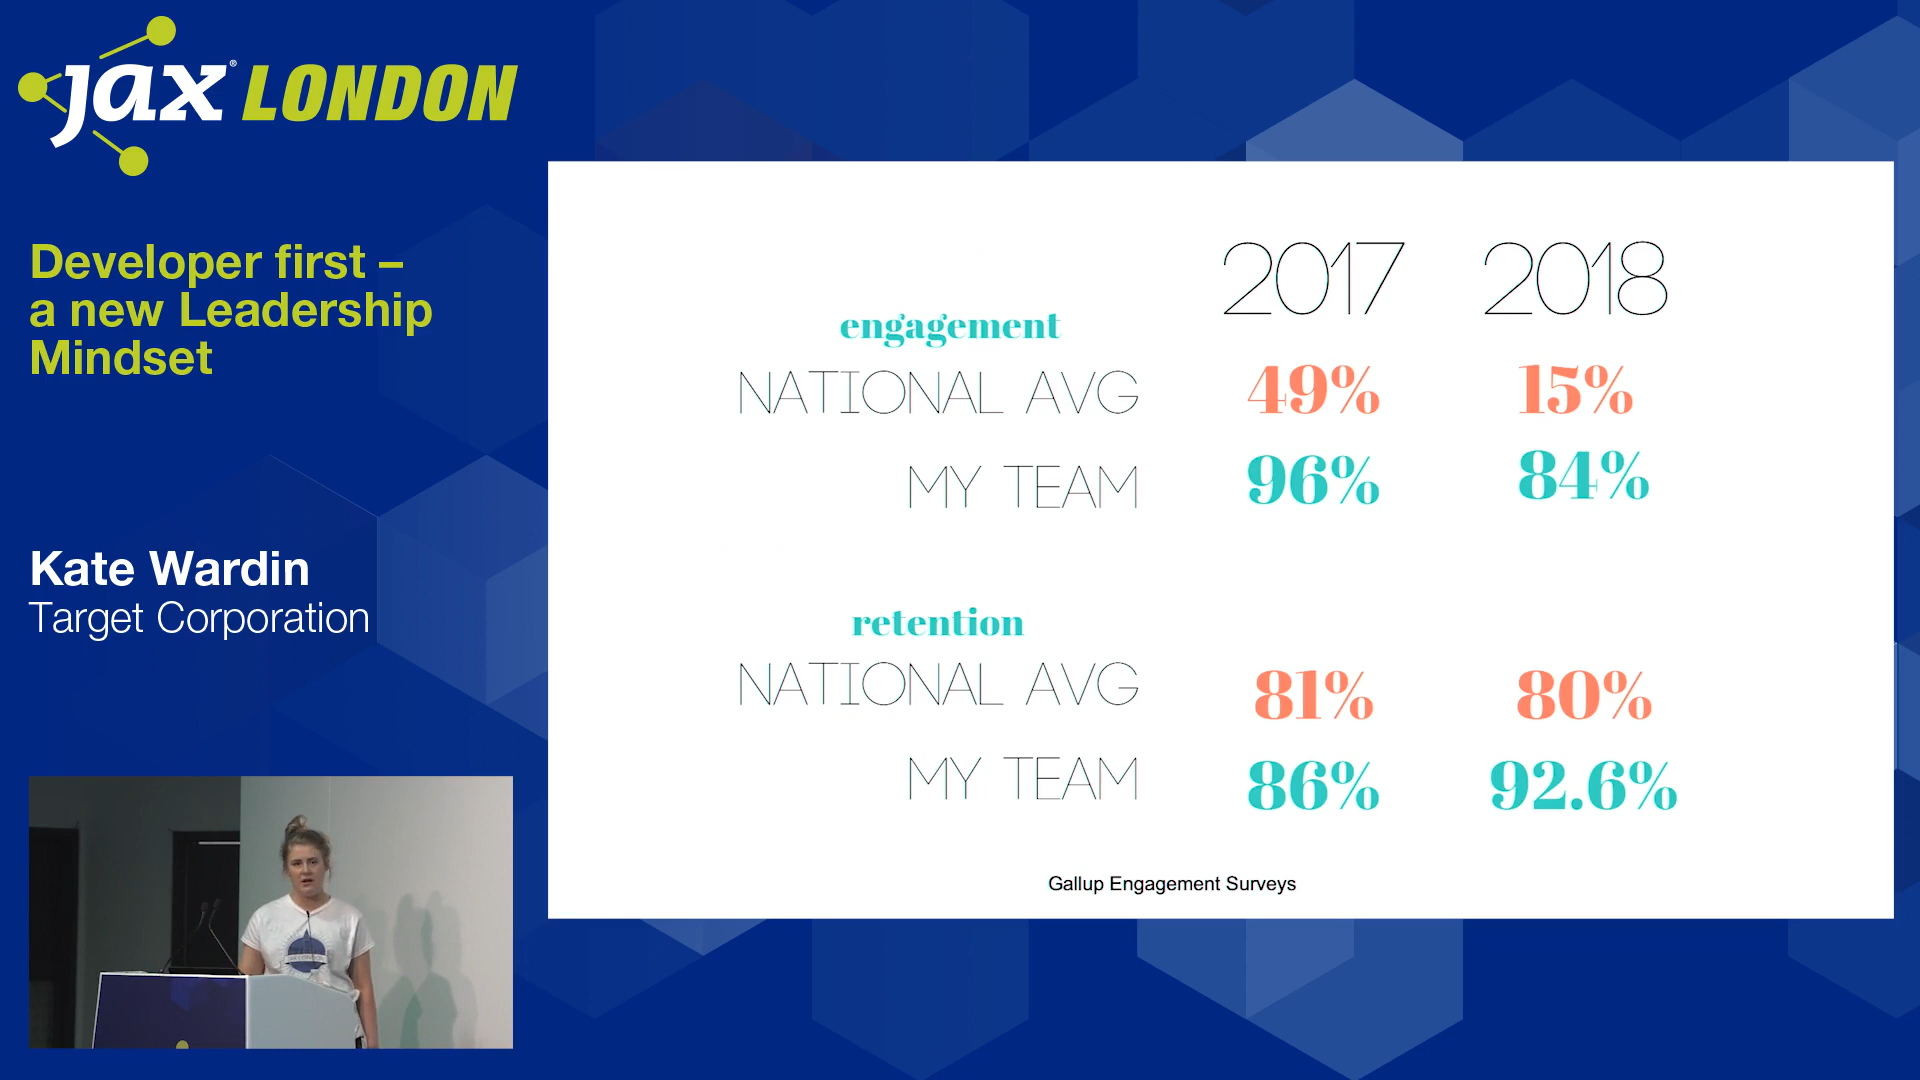 jax® LONDON
Developer first –
a new Leadership
Mindset
Kate Wardin
Target Corporation
2017 2018
engagement
NATIONAL AVG 49% 15%
MY TEAM 96% 84%
retention
NATIONAL AVG 81% 80%
MY TEAM 86% 92.6%
Gallup Engagement Surveys